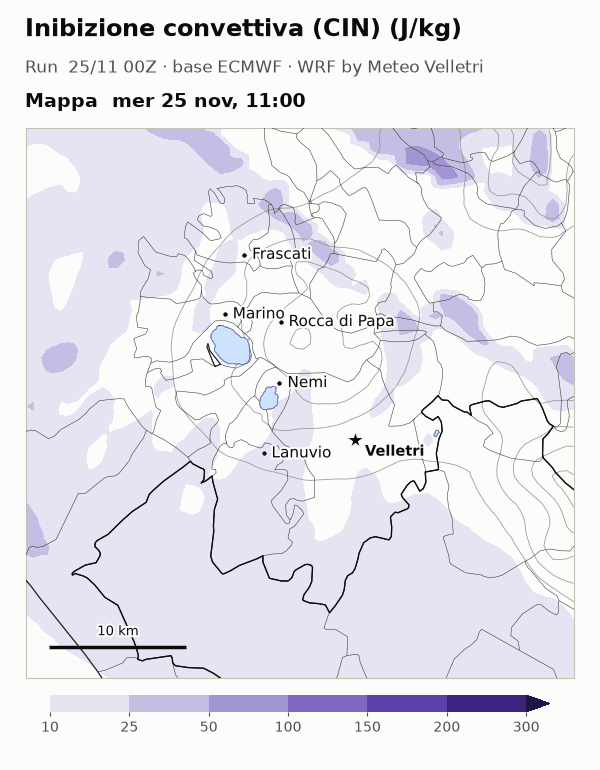 Inibizione convettiva (CIN) (J/kg)
Run  25/11 00Z · base ECMWF · WRF by Meteo Velletri
Mappa  mer 25 nov, 11:00
Frascati
Marino
Rocca di Papa
Nemi
Velletri
Lanuvio
10 km
10 25 50 100 150 200 300